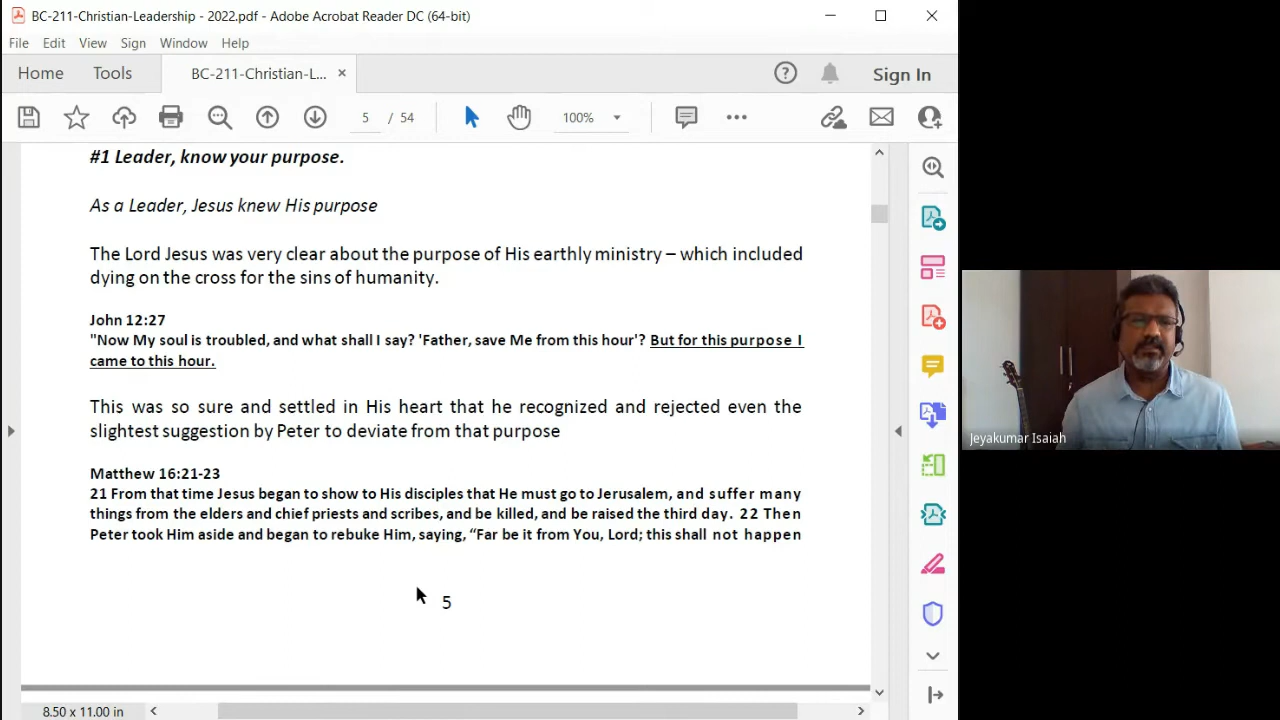 BC-211-Christian-Leadership - 2022.pdf - Adobe Acrobat Reader DC (64-bit)
File Edit View Sign Window Help
Home Tools BC-211-Christian-L... × Sign In
5 / 54 100%
#1 Leader, know your purpose.
As a Leader, Jesus knew His purpose
The Lord Jesus was very clear about the purpose of His earthly ministry – which included
dying on the cross for the sins of humanity.
John 12:27
"Now My soul is troubled, and what shall I say? 'Father, save Me from this hour'? But for this purpose I
came to this hour.
This was so sure and settled in His heart that he recognized and rejected even the
slightest suggestion by Peter to deviate from that purpose
Matthew 16:21-23
21 From that time Jesus began to show to His disciples that He must go to Jerusalem, and suffer many
things from the elders and chief priests and scribes, and be killed, and be raised the third day. 22 Then
Peter took Him aside and began to rebuke Him, saying, “Far be it from You, Lord; this shall not happen
5
8.50 x 11.00 in
Jeyakumar Isaiah